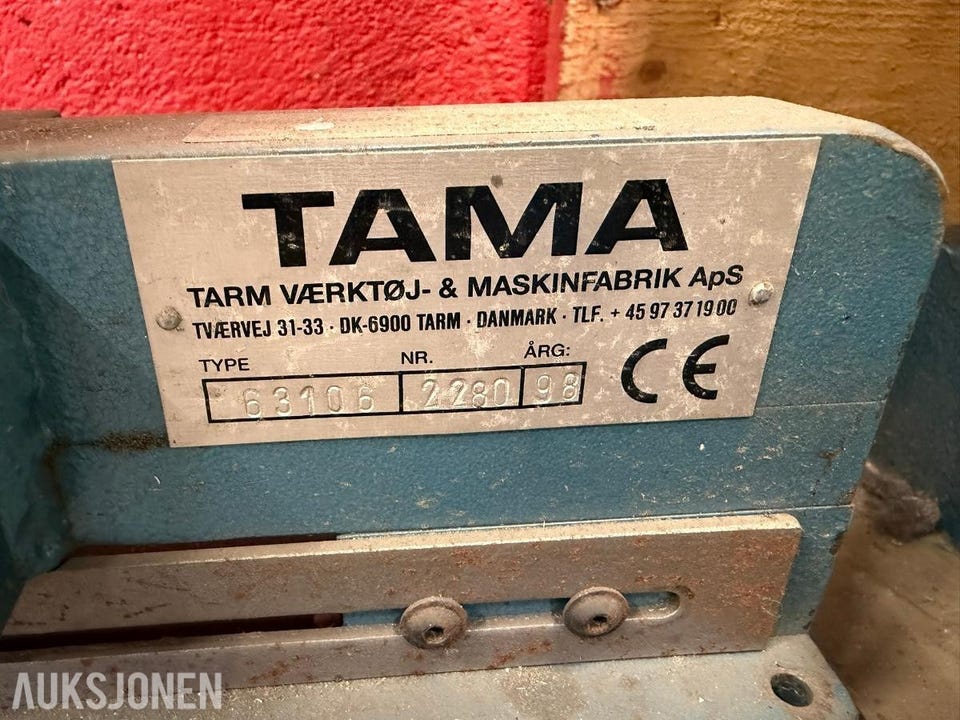 TAMA
TARM VÆRKTØJ- & MASKINFABRIK ApS
TVÆRVEJ 31-33 · DK-6900 TARM · DANMARK · TLF. + 45 97 37 19 00
TYPE NR. ÅRG:
63106 2280 98 CE
AUKSJONEN